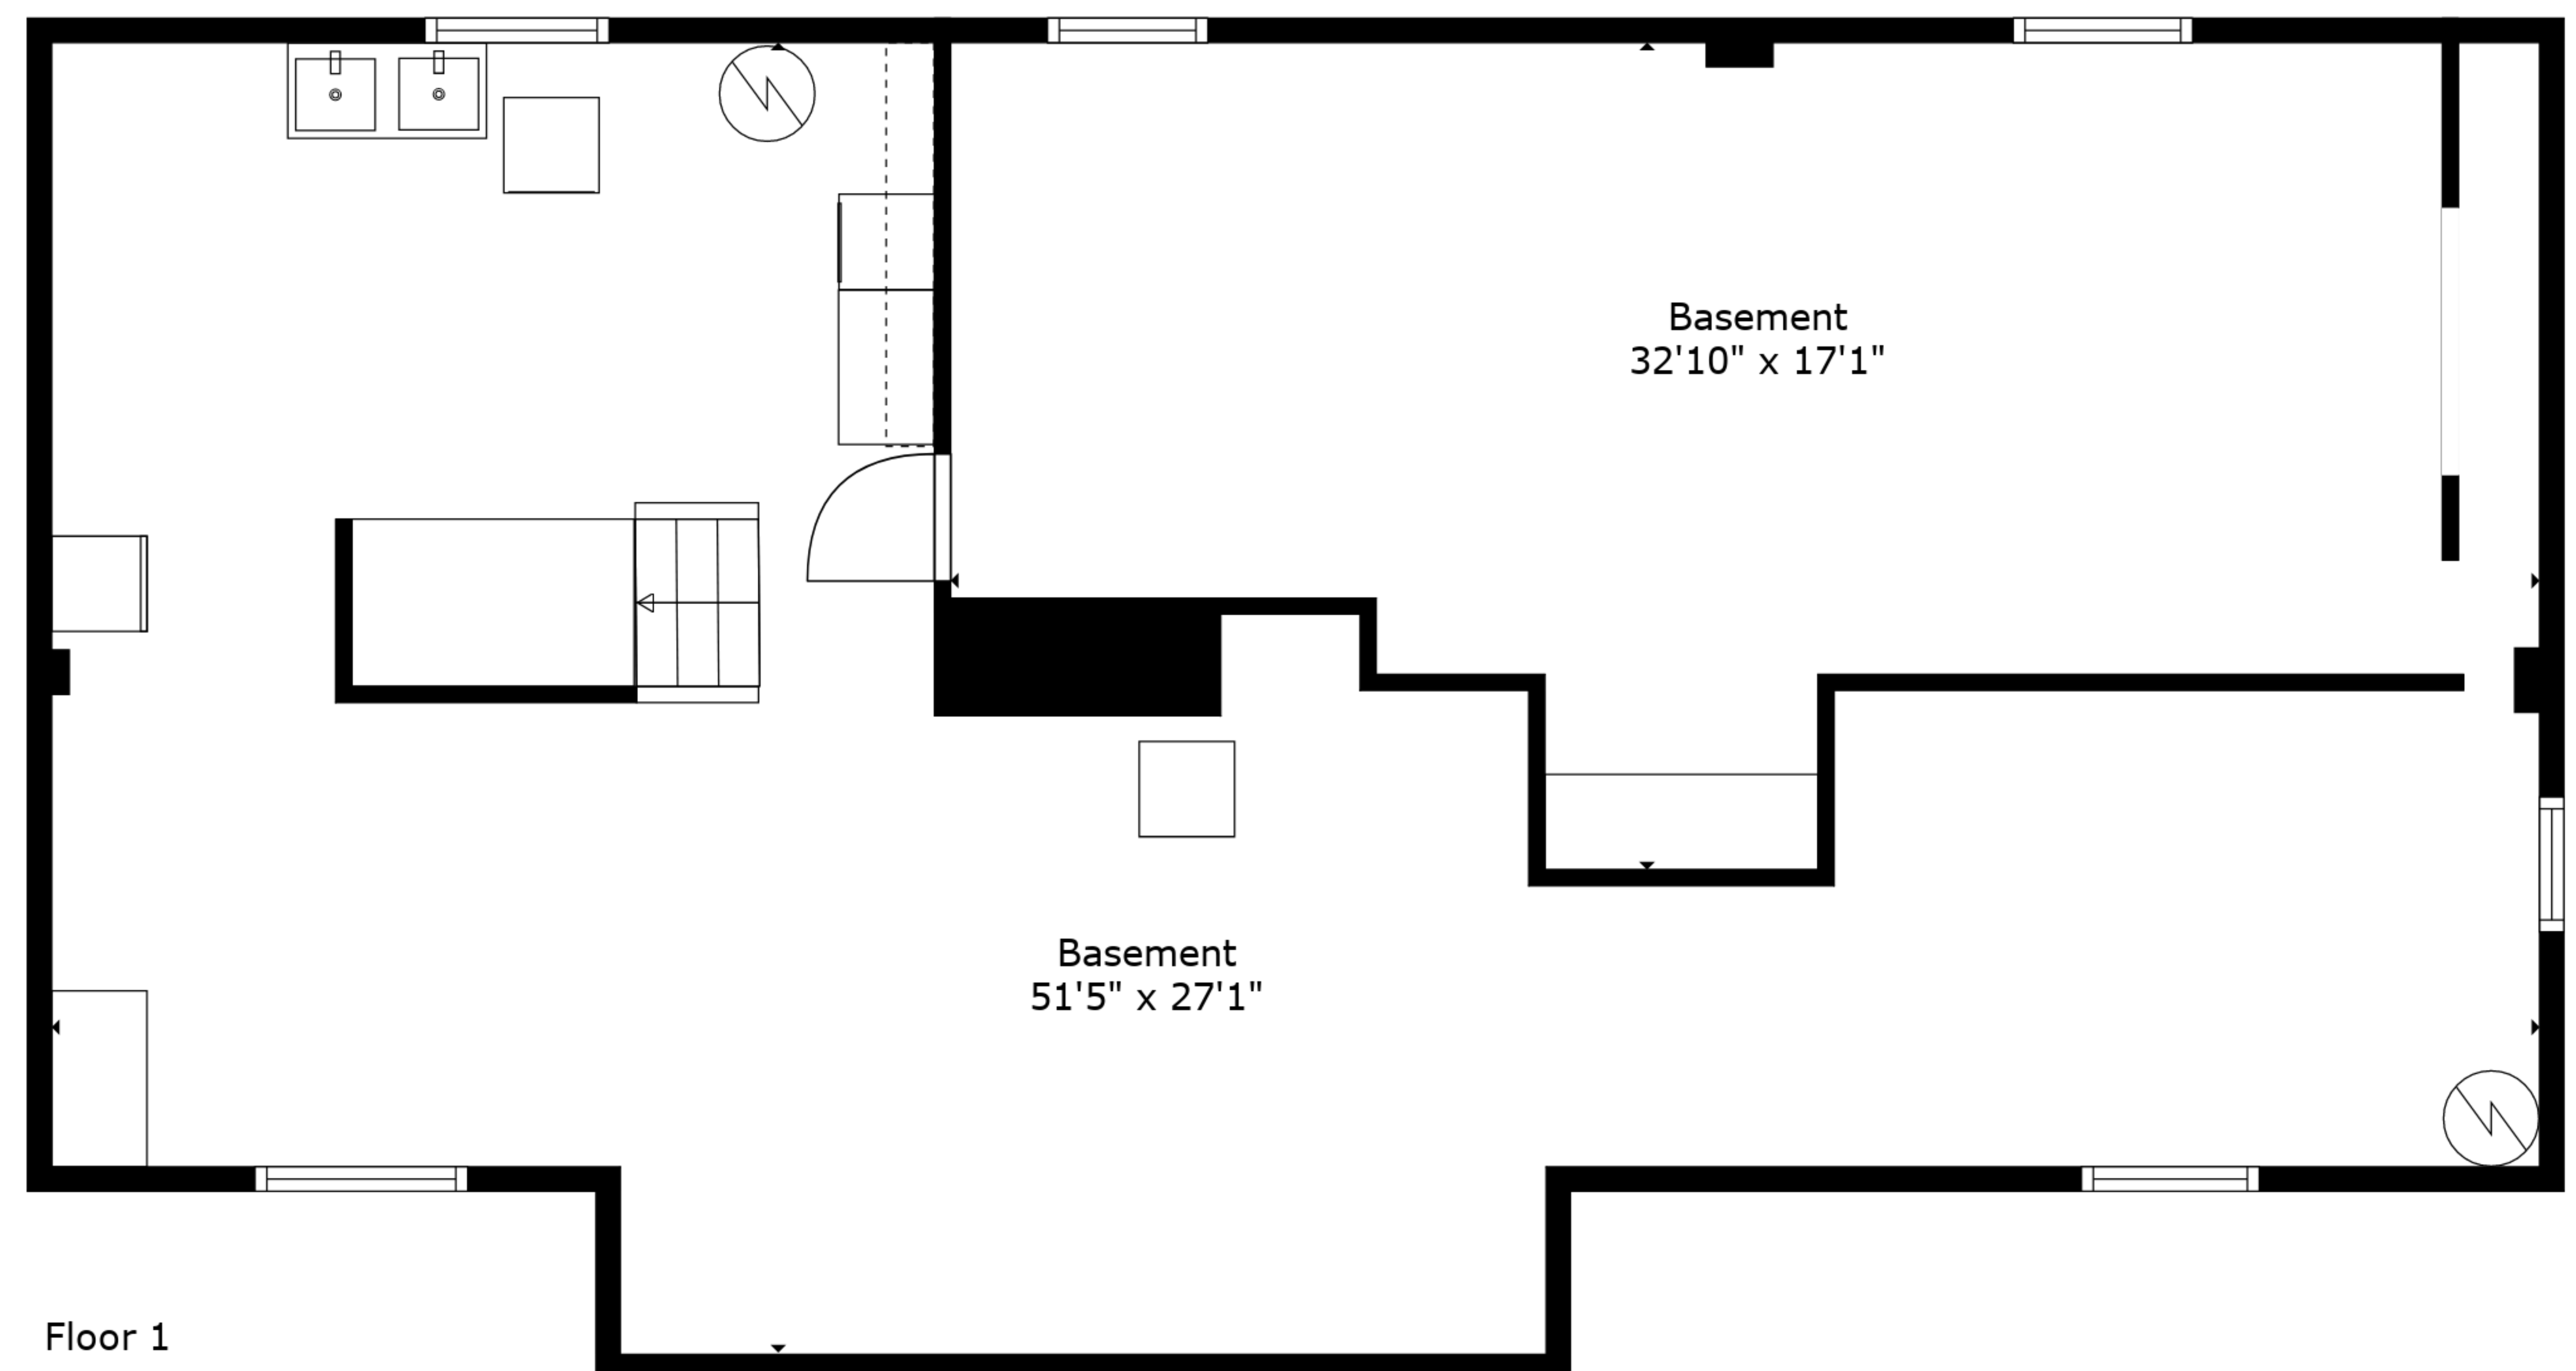 Basement
32'10" x 17'1"
Basement
51'5" x 27'1"
Floor 1